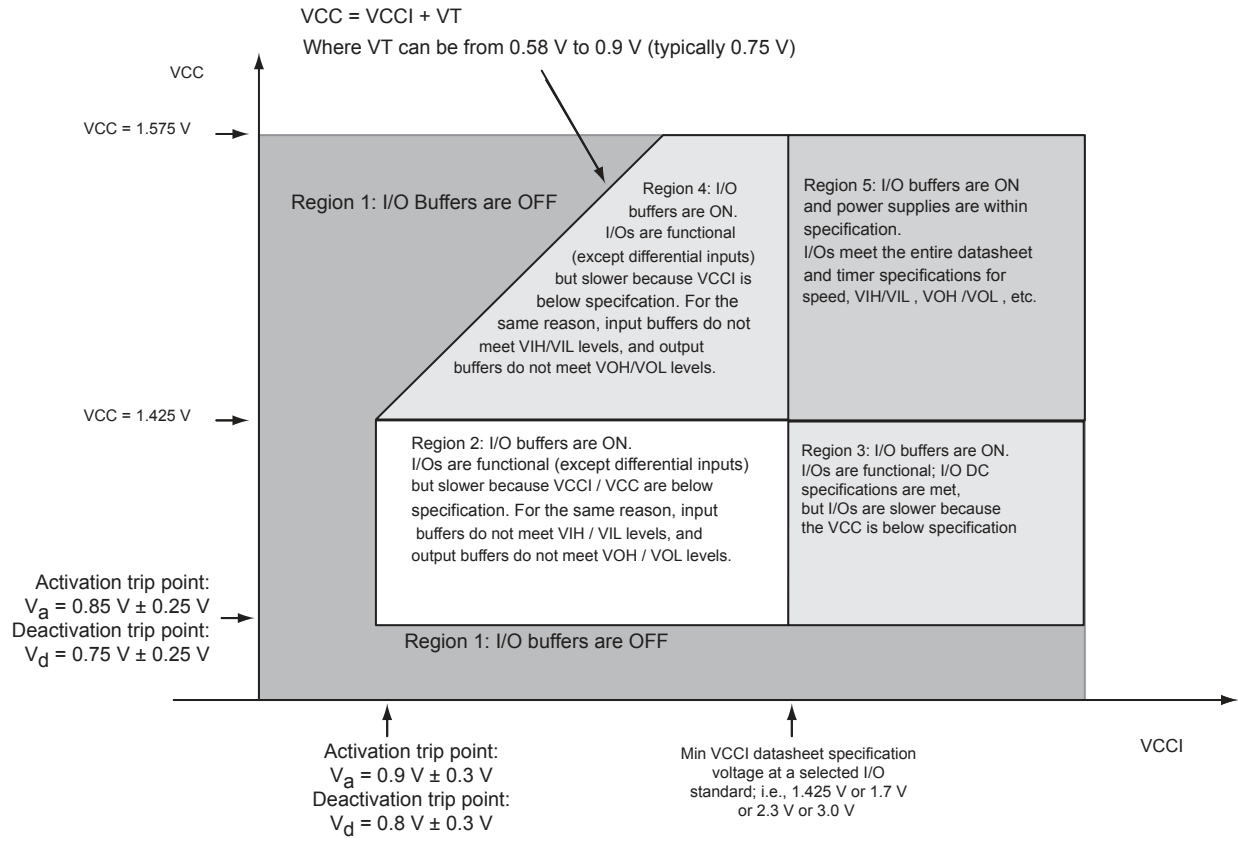 VCC = VCCI + VT
Where VT can be from 0.58 V to 0.9 V (typically 0.75 V)
VCC
VCC = 1.575 V
Region 1: I/O Buffers are OFF
Region 4: I/O
buffers are ON.
I/Os are functional
(except differential inputs)
but slower because VCCI is
below specifcation. For the
same reason, input buffers do not
meet VIH/VIL levels, and output
buffers do not meet VOH/VOL levels.
Region 5: I/O buffers are ON
and power supplies are within
specification.
I/Os meet the entire datasheet
and timer specifications for
speed, VIH/VIL , VOH /VOL , etc.
VCC = 1.425 V
Region 2: I/O buffers are ON.
I/Os are functional (except differential inputs)
but slower because VCCI / VCC are below
specification. For the same reason, input
buffers do not meet VIH / VIL levels, and
output buffers do not meet VOH / VOL levels.
Region 3: I/O buffers are ON.
I/Os are functional; I/O DC
specifications are met,
but I/Os are slower because
the VCC is below specification
Activation trip point:
Va = 0.85 V ± 0.25 V
Deactivation trip point:
Vd = 0.75 V ± 0.25 V
Region 1: I/O buffers are OFF
Activation trip point:
Va = 0.9 V ± 0.3 V
Deactivation trip point:
Vd = 0.8 V ± 0.3 V
Min VCCI datasheet specification
voltage at a selected I/O
standard; i.e., 1.425 V or 1.7 V
or 2.3 V or 3.0 V
VCCI